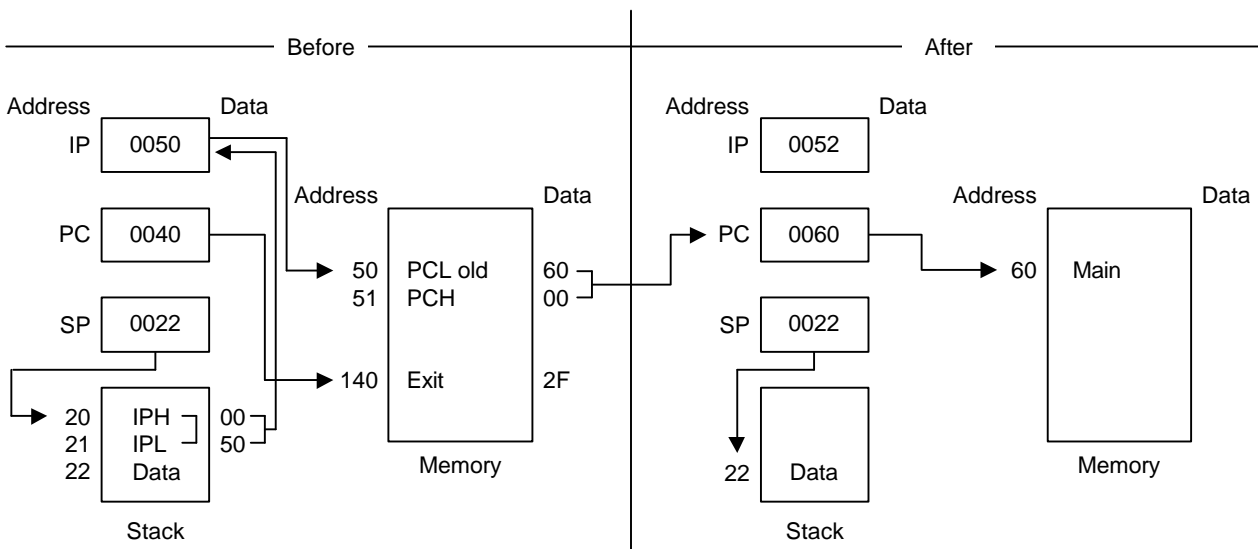 Before
Address
Data
IP
0050
Address
Data
PC
0040
50
PCL old
60
51
PCH
00
SP
0022
140
Exit
2F
20
IPH
00
21
IPL
50
22
Data
Memory
Stack
After
Address
Data
IP
0052
Address
Data
PC
0060
60
Main
SP
0022
22
Data
Memory
Stack